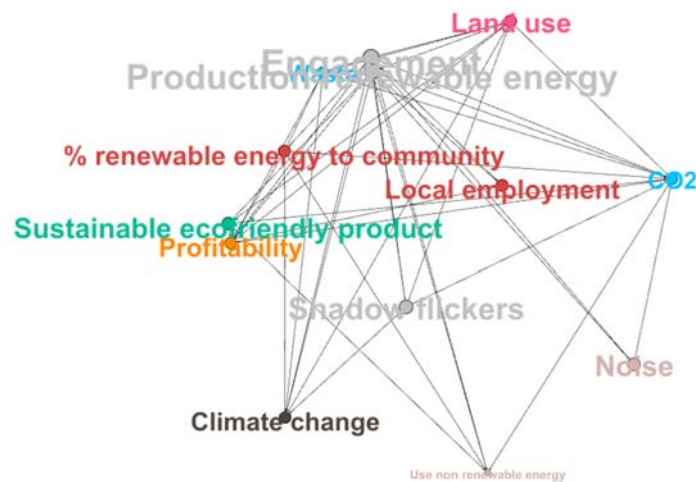 Land use
Engagement
Waste
Production renewable energy
% renewable energy to community
CO2
Local employment
Sustainable ecofriendly product
Profitability
Shadow flickers
Noise
Climate change
Use non renewable energy